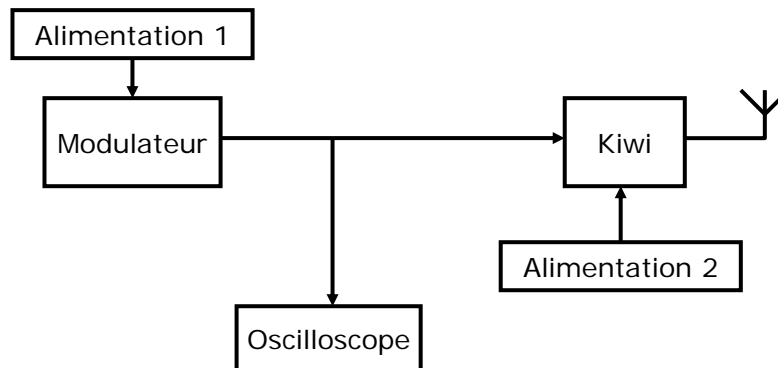 Alimentation 1
Modulateur
Kiwi
Alimentation 2
Oscilloscope